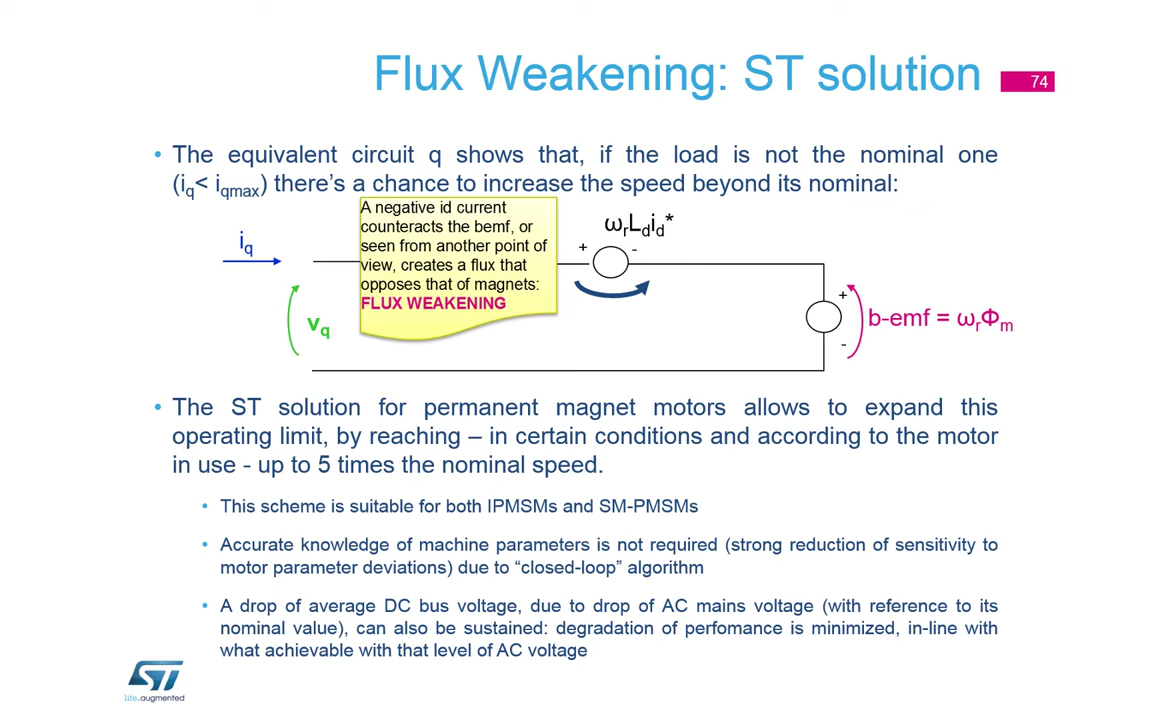 Flux Weakening: ST solution
74
• The equivalent circuit q shows that, if the load is not the nominal one
(iq< iqmax) there's a chance to increase the speed beyond its nominal:
A negative id current
counteracts the bemf, or
seen from another point of
view, creates a flux that
opposes that of magnets:
FLUX WEAKENING
iq
vq
ωrLdid*
+ -
+
b-emf = ωrΦm
-
• The ST solution for permanent magnet motors allows to expand this
operating limit, by reaching – in certain conditions and according to the motor
in use - up to 5 times the nominal speed.
• This scheme is suitable for both IPMSMs and SM-PMSMs
• Accurate knowledge of machine parameters is not required (strong reduction of sensitivity to
motor parameter deviations) due to “closed-loop” algorithm
• A drop of average DC bus voltage, due to drop of AC mains voltage (with reference to its
nominal value), can also be sustained: degradation of perfomance is minimized, in-line with
what achievable with that level of AC voltage
ST
life.augmented